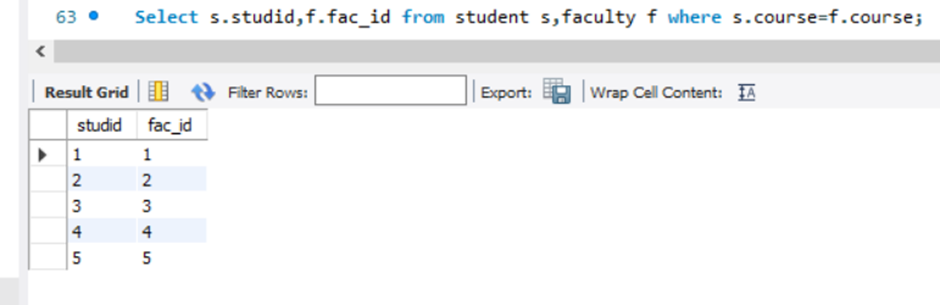 63 Select s.studid,f.fac_id from student s,faculty f where s.course=f.course;
Result Grid Filter Rows: Export: Wrap Cell Content:
studid fac_id
1 1
2 2
3 3
4 4
5 5